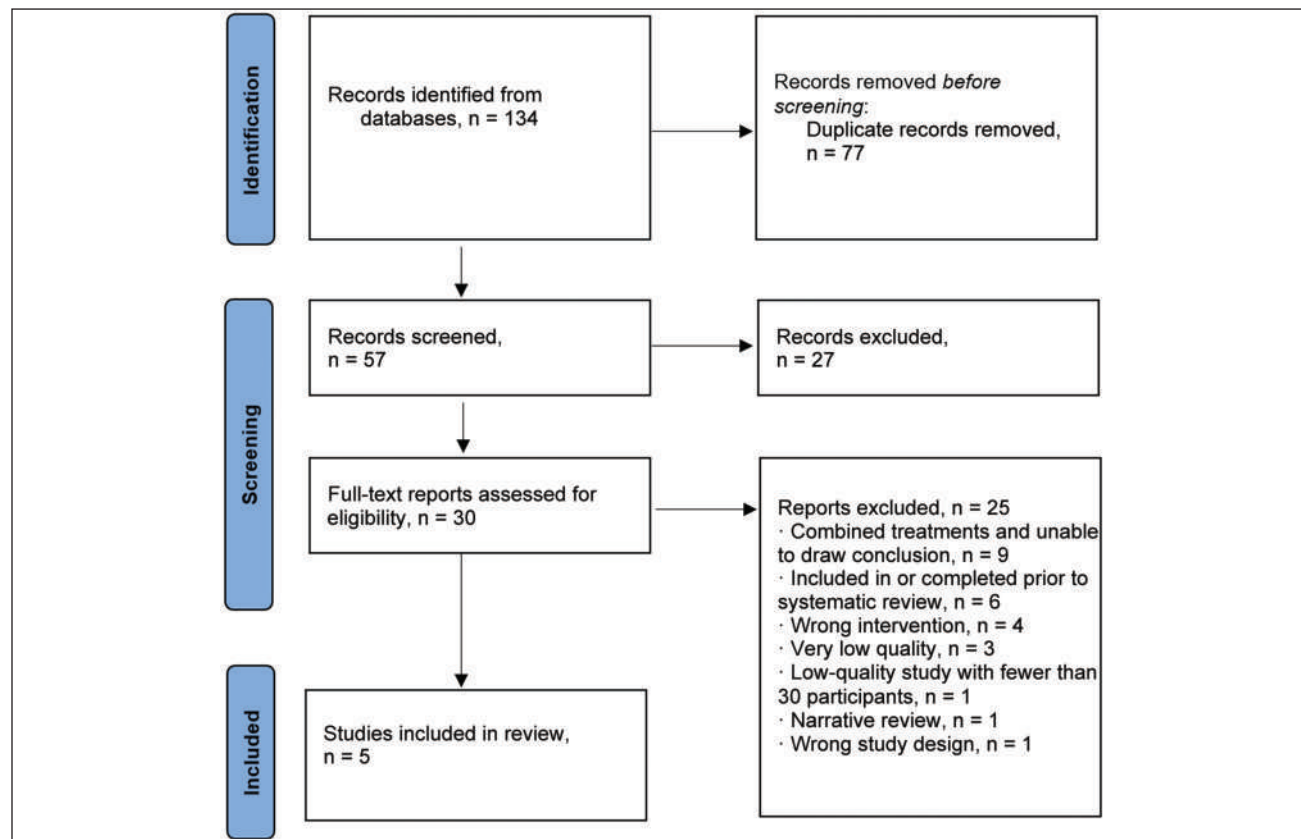 Identification
Records identified from
databases, n = 134
Records removed before
screening:
Duplicate records removed,
n = 77
Screening
Records screened,
n = 57
Records excluded,
n = 27
Full-text reports assessed for
eligibility, n = 30
Reports excluded, n = 25
· Combined treatments and unable
to draw conclusion, n = 9
· Included in or completed prior to
systematic review, n = 6
· Wrong intervention, n = 4
· Very low quality, n = 3
· Low-quality study with fewer than
30 participants, n = 1
· Narrative review, n = 1
· Wrong study design, n = 1
Included
Studies included in review,
n = 5